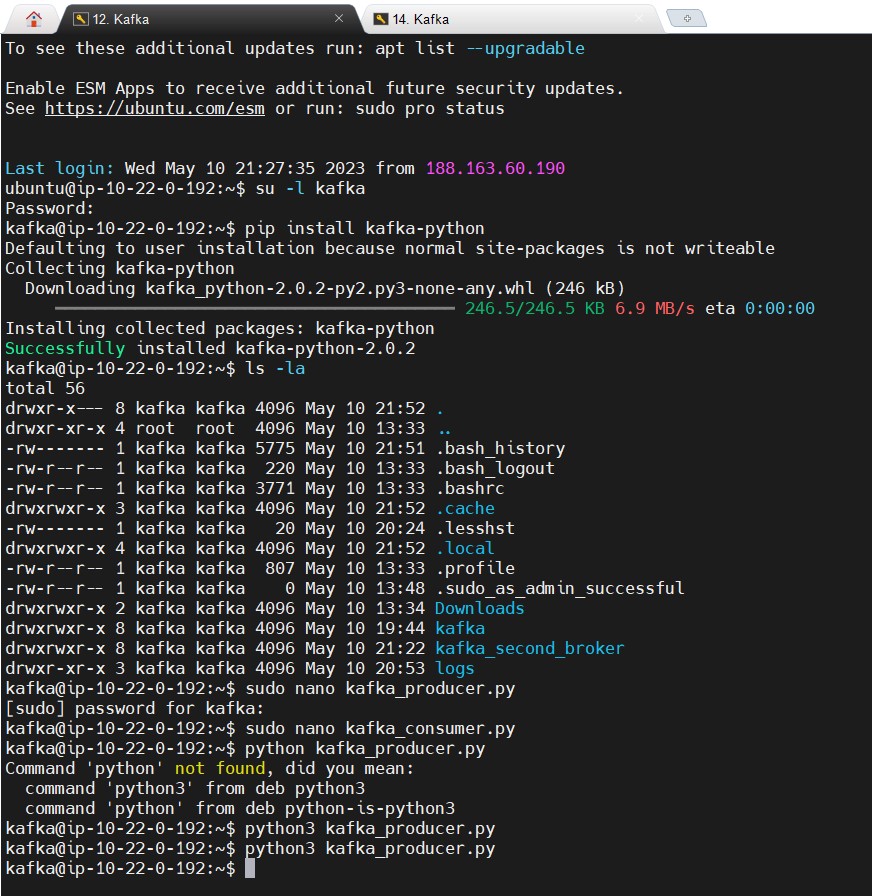 12. Kafka
14. Kafka
To see these additional updates run: apt list --upgradable
Enable ESM Apps to receive additional future security updates.
See https://ubuntu.com/esm or run: sudo pro status
Last login: Wed May 10 21:27:35 2023 from 188.163.60.190
ubuntu@ip-10-22-0-192:~$ su -l kafka
Password:
kafka@ip-10-22-0-192:~$ pip install kafka-python
Defaulting to user installation because normal site-packages is not writeable
Collecting kafka-python
  Downloading kafka_python-2.0.2-py2.py3-none-any.whl (246 kB)
246.5/246.5 KB 6.9 MB/s eta 0:00:00
Installing collected packages: kafka-python
Successfully installed kafka-python-2.0.2
kafka@ip-10-22-0-192:~$ ls -la
total 56
drwxr-x--- 8 kafka kafka 4096 May 10 21:52 .
drwxr-xr-x 4 root  root  4096 May 10 13:33 ..
-rw------- 1 kafka kafka 5775 May 10 21:51 .bash_history
-rw-r--r-- 1 kafka kafka  220 May 10 13:33 .bash_logout
-rw-r--r-- 1 kafka kafka 3771 May 10 13:33 .bashrc
drwxrwxr-x 3 kafka kafka 4096 May 10 21:52 .cache
-rw------- 1 kafka kafka   20 May 10 20:24 .lesshst
drwxrwxr-x 4 kafka kafka 4096 May 10 21:52 .local
-rw-r--r-- 1 kafka kafka  807 May 10 13:33 .profile
-rw-r--r-- 1 kafka kafka    0 May 10 13:48 .sudo_as_admin_successful
drwxrwxr-x 2 kafka kafka 4096 May 10 13:34 Downloads
drwxrwxr-x 8 kafka kafka 4096 May 10 19:44 kafka
drwxrwxr-x 8 kafka kafka 4096 May 10 21:22 kafka_second_broker
drwxr-xr-x 3 kafka kafka 4096 May 10 20:53 logs
kafka@ip-10-22-0-192:~$ sudo nano kafka_producer.py
[sudo] password for kafka:
kafka@ip-10-22-0-192:~$ sudo nano kafka_consumer.py
kafka@ip-10-22-0-192:~$ python kafka_producer.py
Command 'python' not found, did you mean:
  command 'python3' from deb python3
  command 'python' from deb python-is-python3
kafka@ip-10-22-0-192:~$ python3 kafka_producer.py
kafka@ip-10-22-0-192:~$ python3 kafka_producer.py
kafka@ip-10-22-0-192:~$